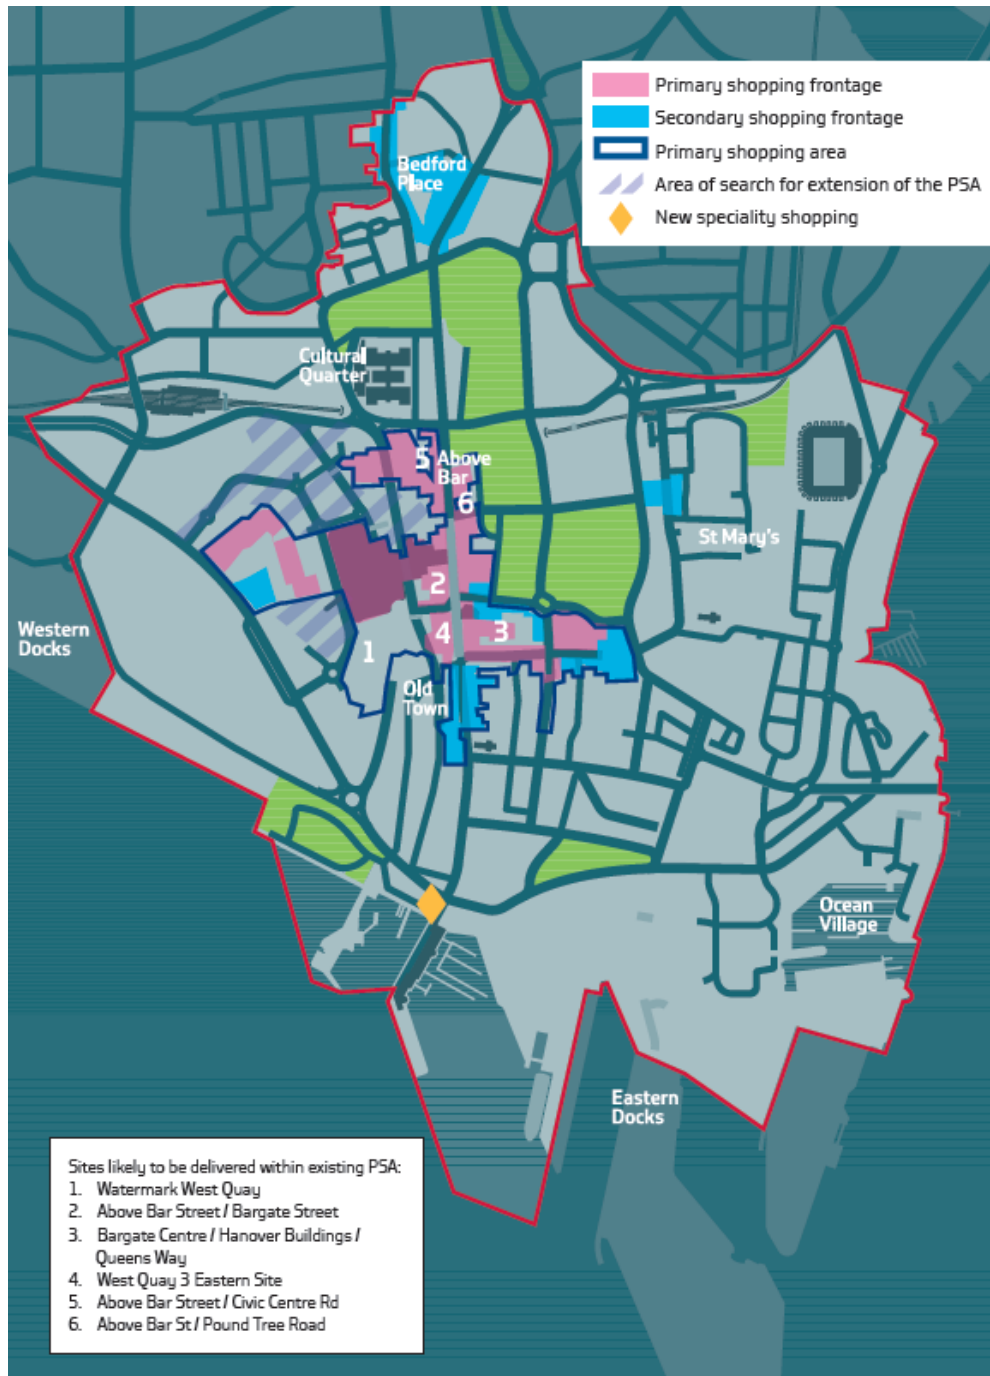 Primary shopping frontage
Secondary shopping frontage
Primary shopping area
Area of search for extension of the PSA
New speciality shopping
Bedford
Place
Cultural
Quarter
5 Above
Bar
6
St Mary's
2
Western
Docks
4
3
1
Old
Town
Ocean
Village
Eastern
Docks
Sites likely to be delivered within existing PSA:
1. Watermark West Quay
2. Above Bar Street / Bargate Street
3. Bargate Centre / Hanover Buildings /
Queens Way
4. West Quay 3 Eastern Site
5. Above Bar Street / Civic Centre Rd
6. Above Bar St / Pound Tree Road